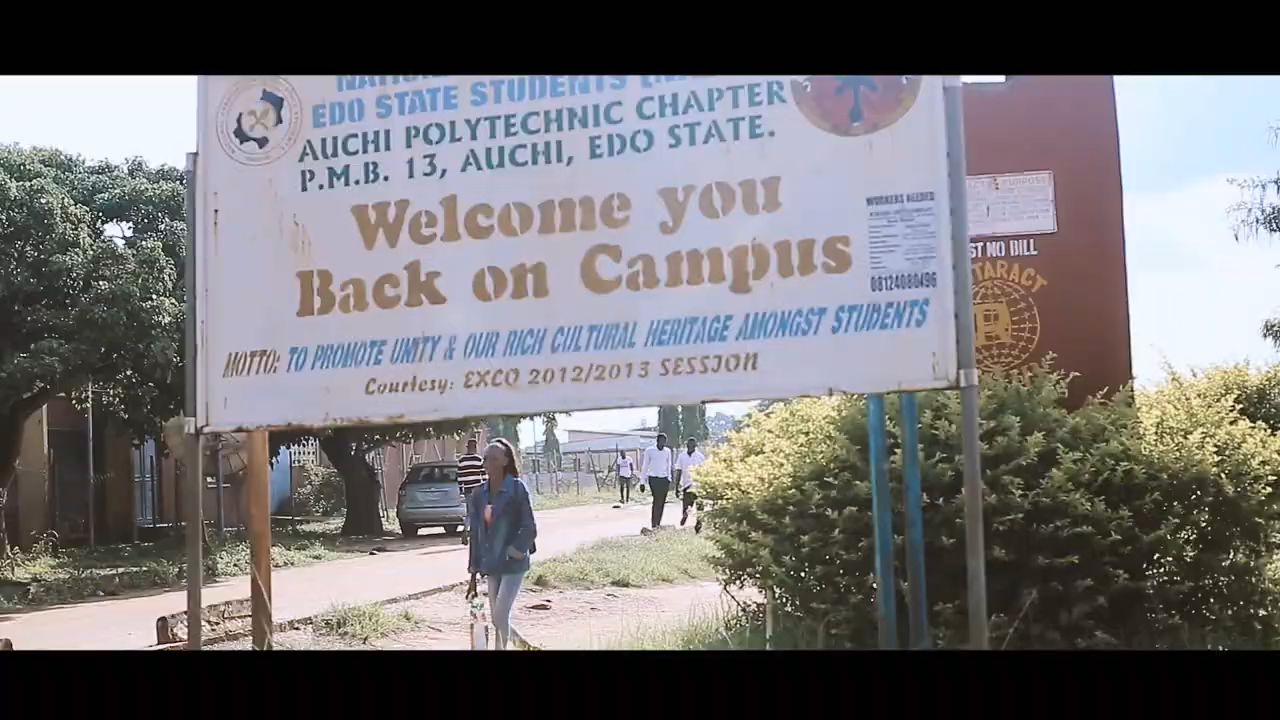 EDO STATE STUDENTS
AUCHI POLYTECHNIC CHAPTER
P.M.B. 13, AUCHI, EDO STATE.
Welcome you
Back on Campus
MOTTO: TO PROMOTE UNITY & OUR RICH CULTURAL HERITAGE AMONGST STUDENTS
Courtesy: EXCO 2012/2013 SESSION
WORKERS NEEDED
08124080496
PURPOSE
ST NO BILL
TARACT